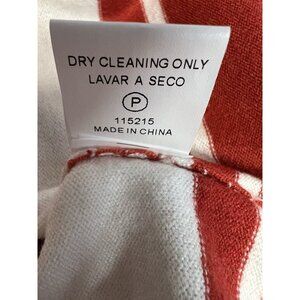 DRY CLEANING ONLY
LAVAR A SECO
P
115215
MADE IN CHINA